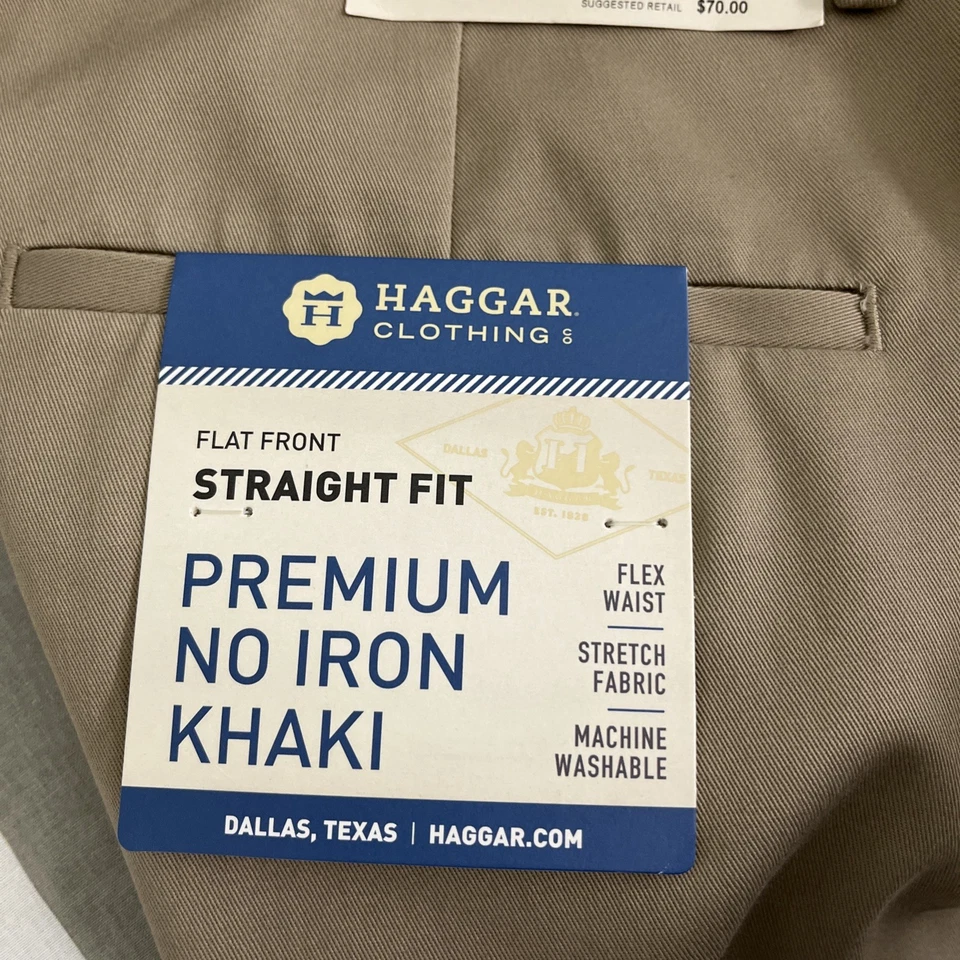 SUGGESTED RETAIL $70.00
HAGGAR
CLOTHING CO
FLAT FRONT
STRAIGHT FIT
DALLAS
TEXAS
H
EST. 1926
PREMIUM
NO IRON
KHAKI
FLEX
WAIST
STRETCH
FABRIC
MACHINE
WASHABLE
DALLAS, TEXAS | HAGGAR.COM